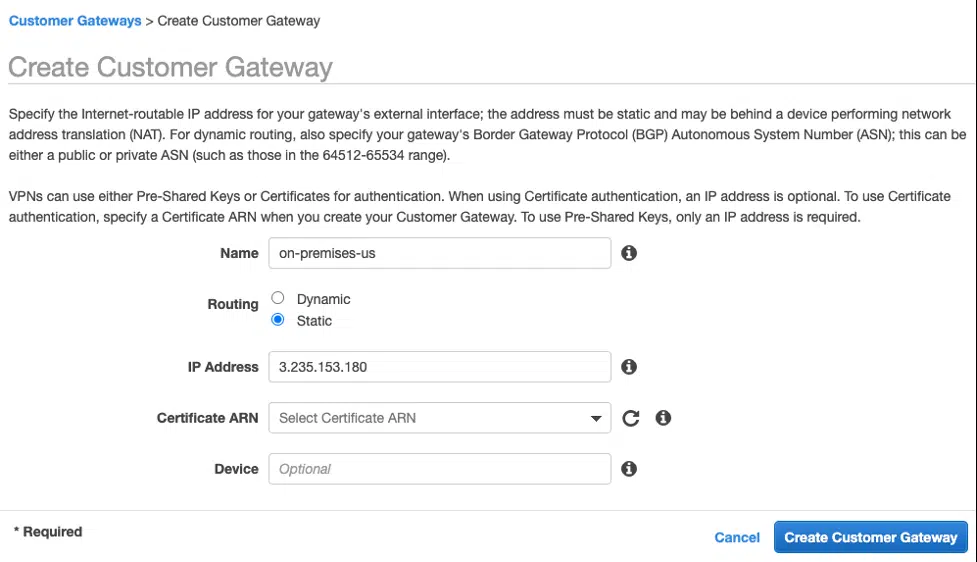 Customer Gateways > Create Customer Gateway
Create Customer Gateway
Specify the Internet-routable IP address for your gateway's external interface; the address must be static and may be behind a device performing network
address translation (NAT). For dynamic routing, also specify your gateway's Border Gateway Protocol (BGP) Autonomous System Number (ASN); this can be
either a public or private ASN (such as those in the 64512-65534 range).
VPNs can use either Pre-Shared Keys or Certificates for authentication. When using Certificate authentication, an IP address is optional. To use Certificate
authentication, specify a Certificate ARN when you create your Customer Gateway. To use Pre-Shared Keys, only an IP address is required.
Name on-premises-us
Routing Dynamic
Static
IP Address 3.235.153.180
Certificate ARN Select Certificate ARN
Device Optional
* Required
Cancel Create Customer Gateway